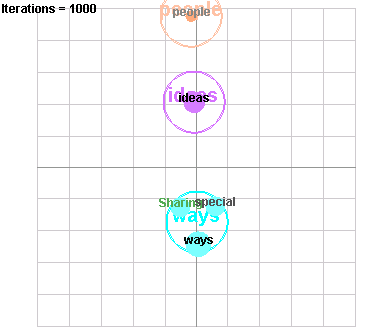 Iterations = 1000
people
people
ideas
ideas
Sharing
special
ways
ways